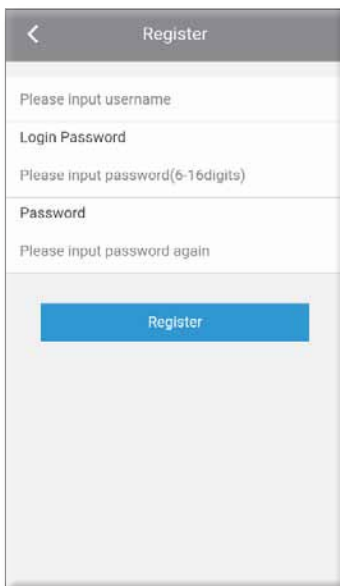 Register
Please input username
Login Password
Please input password(6-16digits)
Password
Please input password again
Register